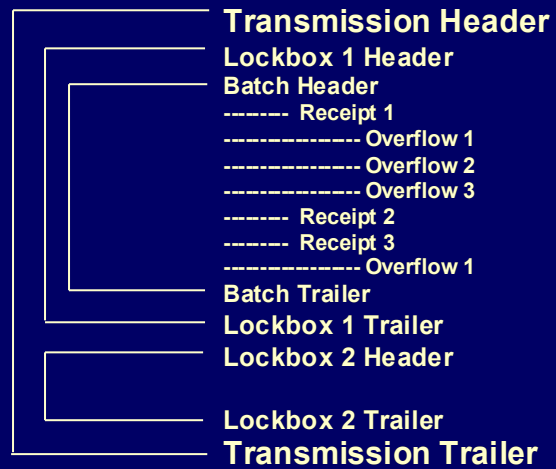 Transmission Header
Lockbox 1 Header
Batch Header
--------- Receipt 1
------------------- Overflow 1
------------------- Overflow 2
------------------- Overflow 3
--------- Receipt 2
--------- Receipt 3
------------------- Overflow 1
Batch Trailer
Lockbox 1 Trailer
Lockbox 2 Header
Lockbox 2 Trailer
Transmission Trailer